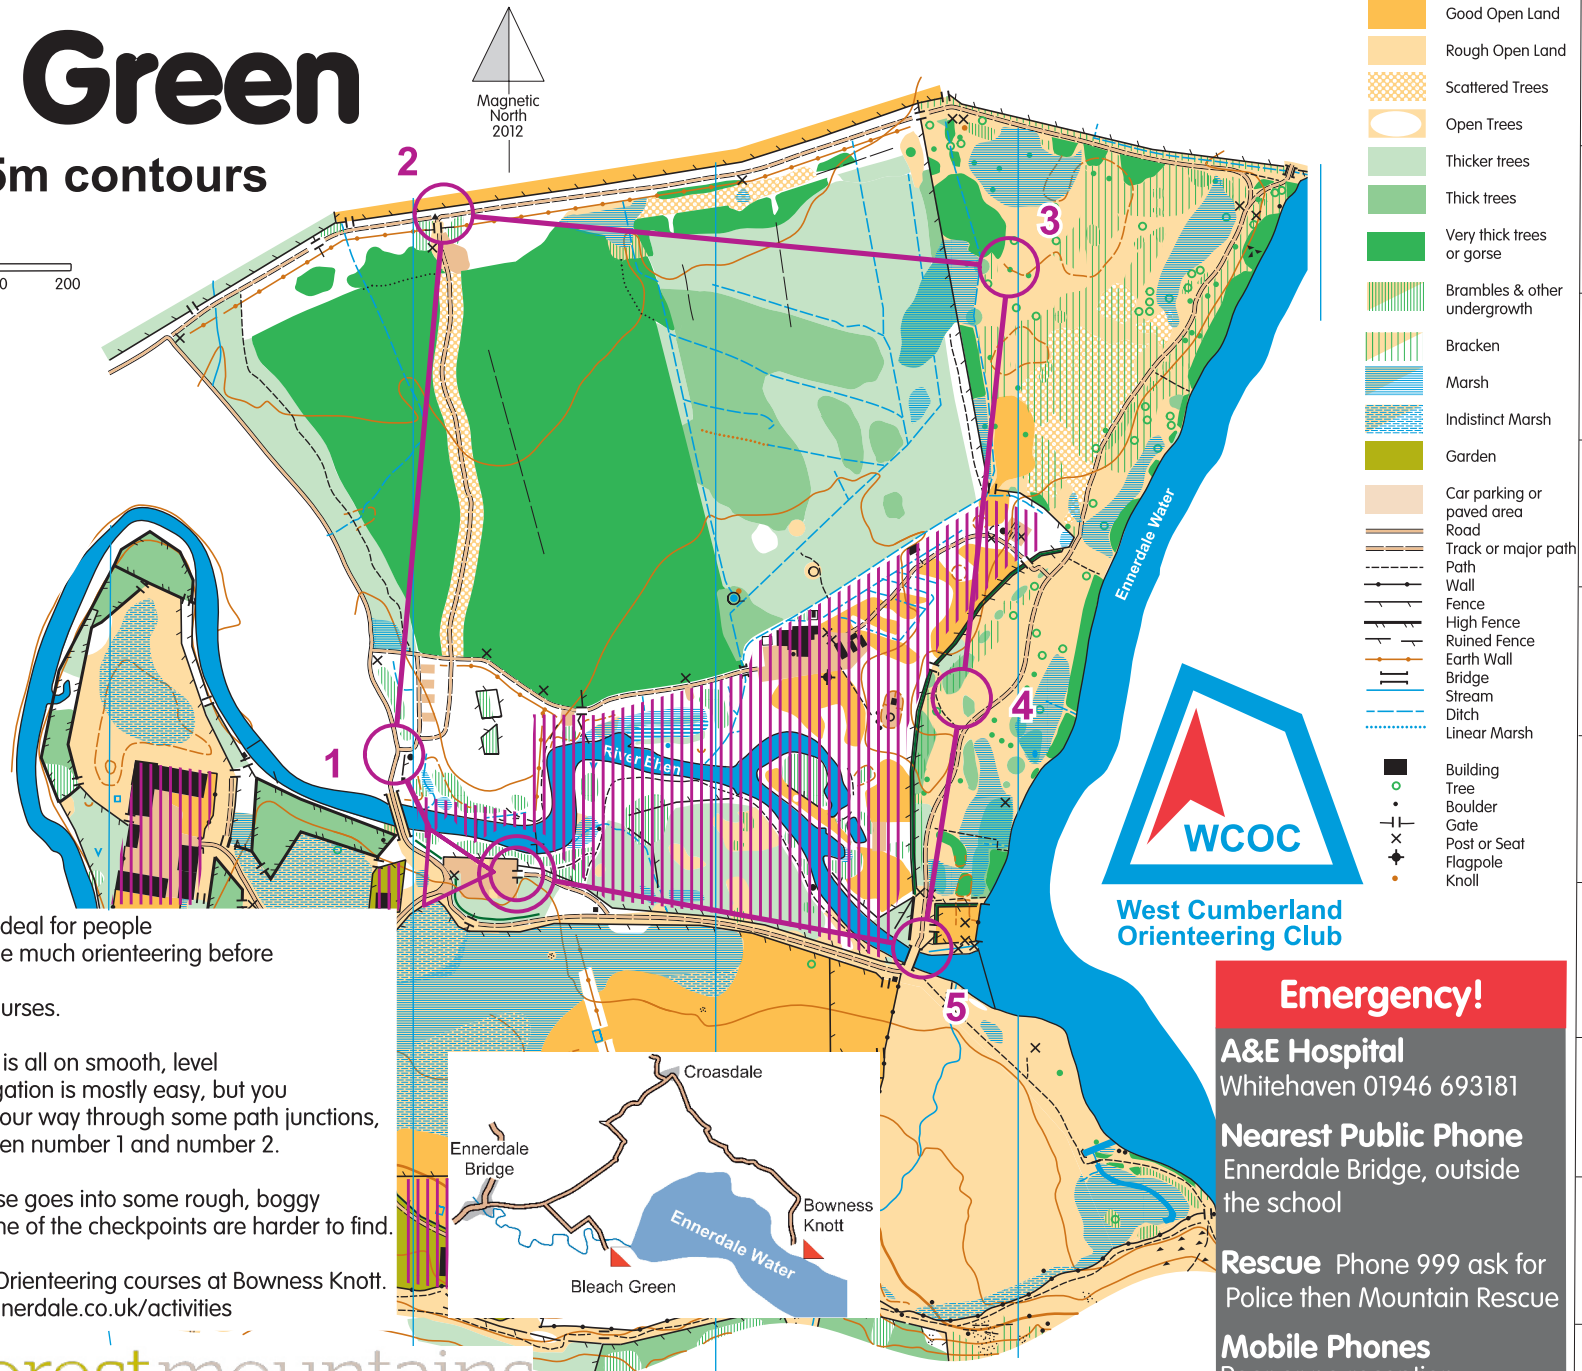 Green
5m contours
0 200
Magnetic
North
2012
2
3
1
4
5
River Ehen
Ennerdale Water
Good Open Land
Rough Open Land
Scattered Trees
Open Trees
Thicker trees
Thick trees
Very thick trees
or gorse
Brambles & other
undergrowth
Bracken
Marsh
Indistinct Marsh
Garden
Car parking or
paved area
Road
Track or major path
Path
Wall
Fence
High Fence
Ruined Fence
Earth Wall
Bridge
Stream
Ditch
Linear Marsh
Building
Tree
Boulder
Gate
Post or Seat
Flagpole
Knoll
WCOC
West Cumberland
Orienteering Club
deal for people
e much orienteering before
urses.
is all on smooth, level
gation is mostly easy, but you
our way through some path junctions,
en number 1 and number 2.
se goes into some rough, boggy
ne of the checkpoints are harder to find.
Orienteering courses at Bowness Knott.
nnerdale.co.uk/activities
orestmountains
Croasdale
Ennerdale
Bridge
Bowness
Knott
Ennerdale Water
Bleach Green
Emergency!
A&E Hospital
Whitehaven 01946 693181
Nearest Public Phone
Ennerdale Bridge, outside
the school
Rescue Phone 999 ask for
Police then Mountain Rescue
Mobile Phones